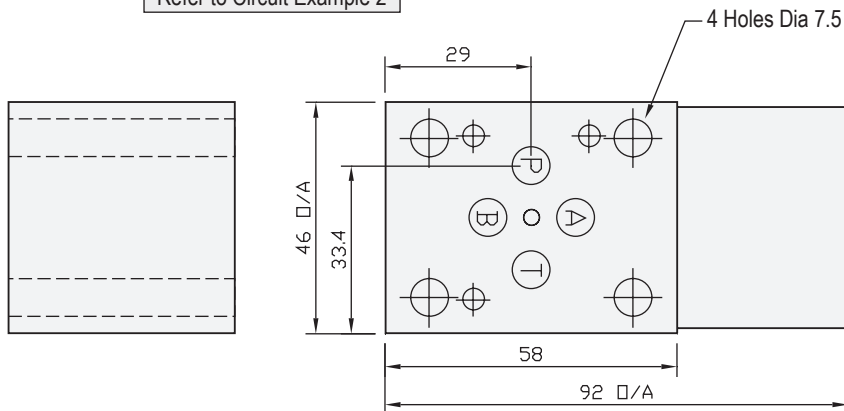 Refer to Circuit Example 2
4 Holes Dia 7.5
29
46 O/A
33.4
P
B
A
T
58
92 O/A